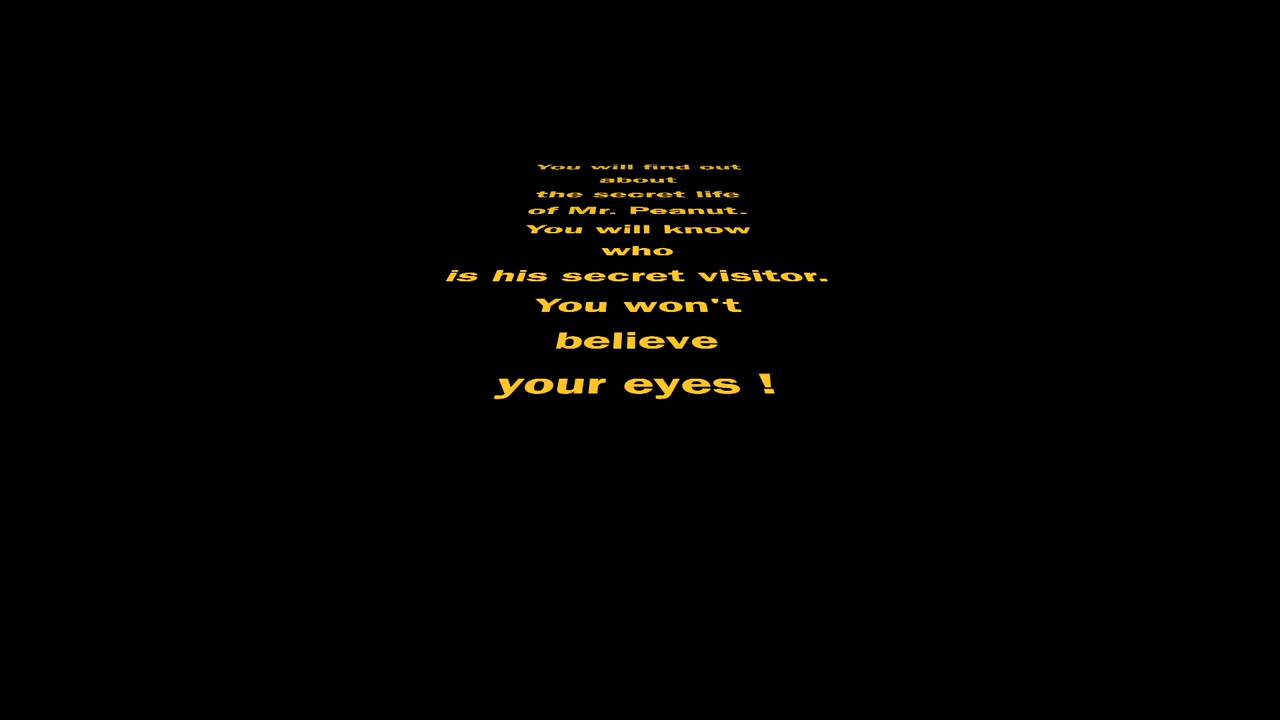 You will find out
about
the secret life
of Mr. Peanut.
You will know
who
is his secret visitor.
You won't
believe
your eyes !